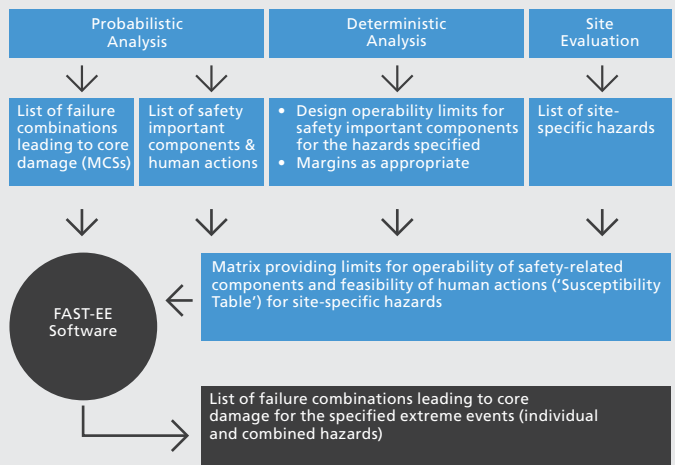 Probabilistic
Analysis
Deterministic
Analysis
Site
Evaluation
List of failure
combinations
leading to core
damage (MCSs)
List of safety
important
components &
human actions
• Design operability limits for
safety important components
for the hazards specified
• Margins as appropriate
List of site-
specific hazards
FAST-EE
Software
Matrix providing limits for operability of safety-related
components and feasibility of human actions (‘Susceptibility
Table’) for site-specific hazards
List of failure combinations leading to core
damage for the specified extreme events (individual
and combined hazards)